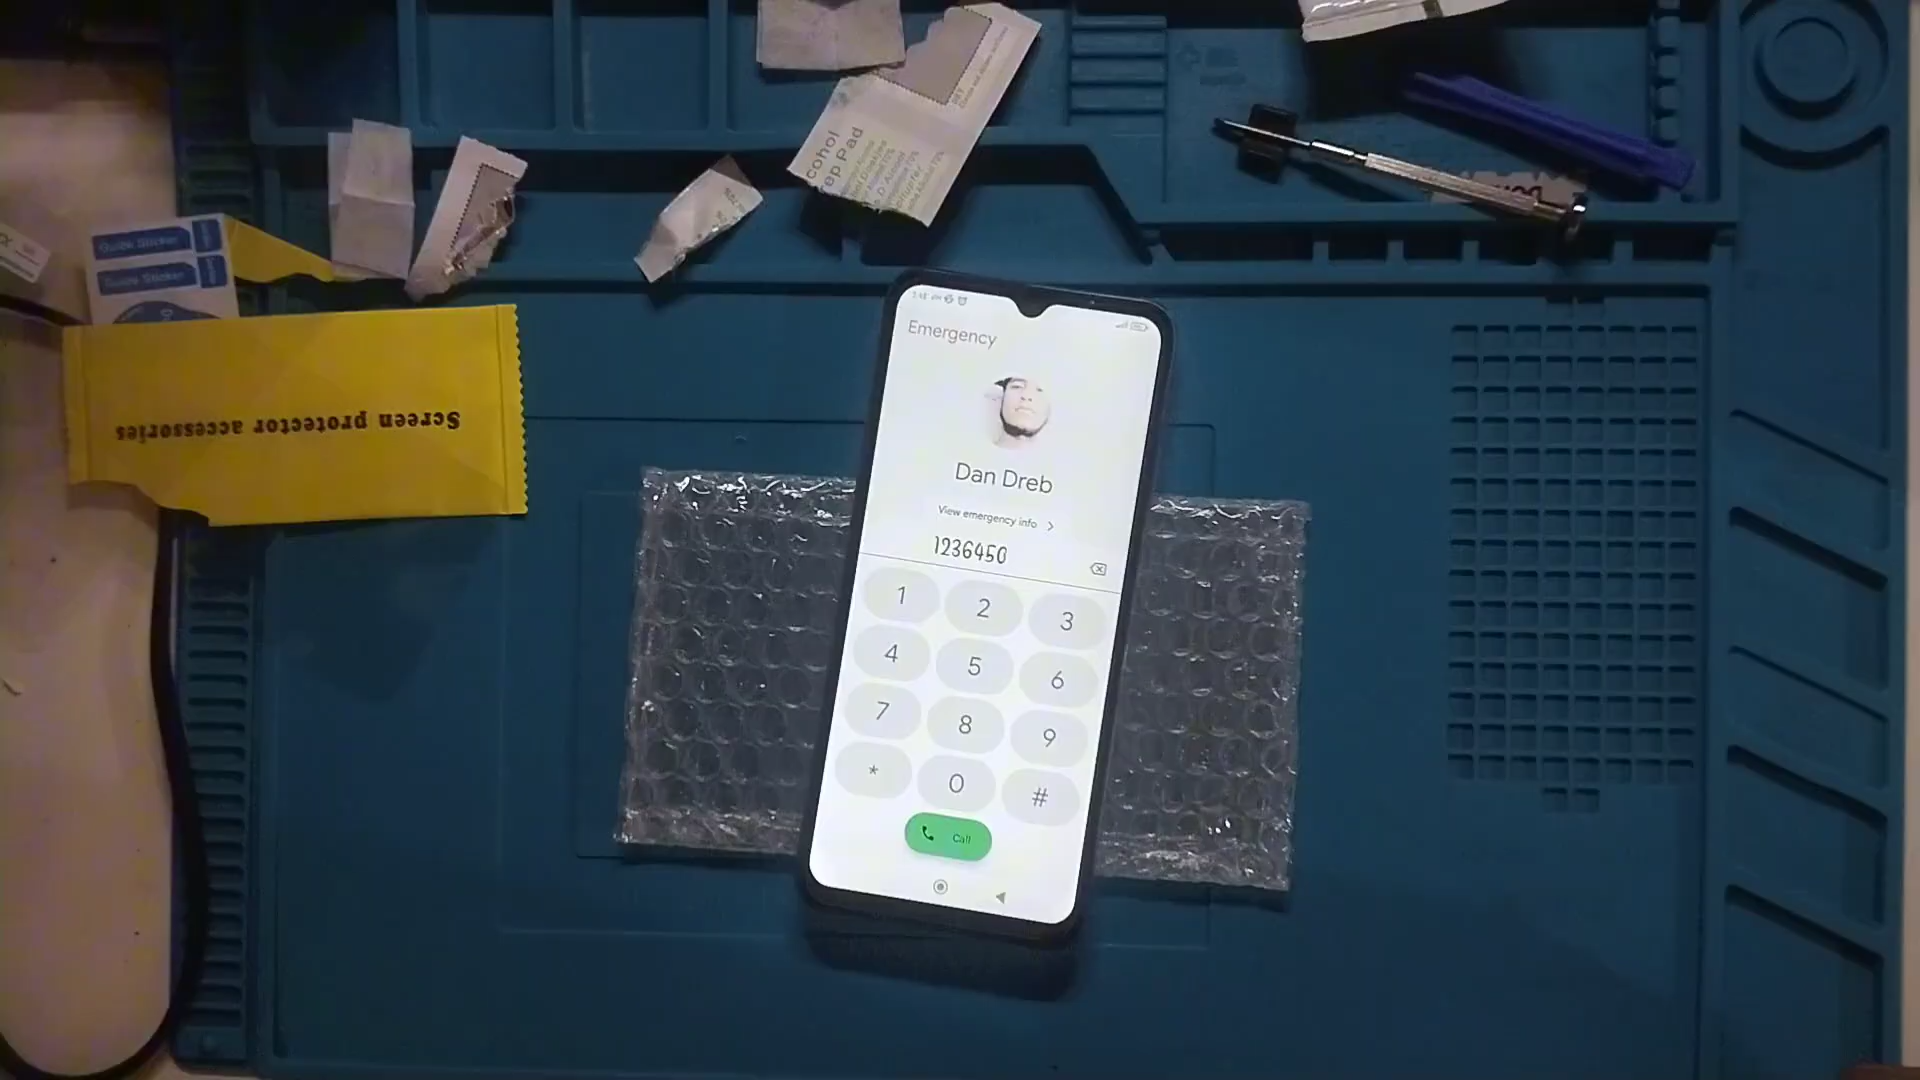 cohol
ep Pad
Guide Sticker
Guide Sticker
Screen protector accessories
Emergency
Dan Dreb
View emergency info
1236450
1
2
3
4
5
6
7
8
9
*
0
#
Call